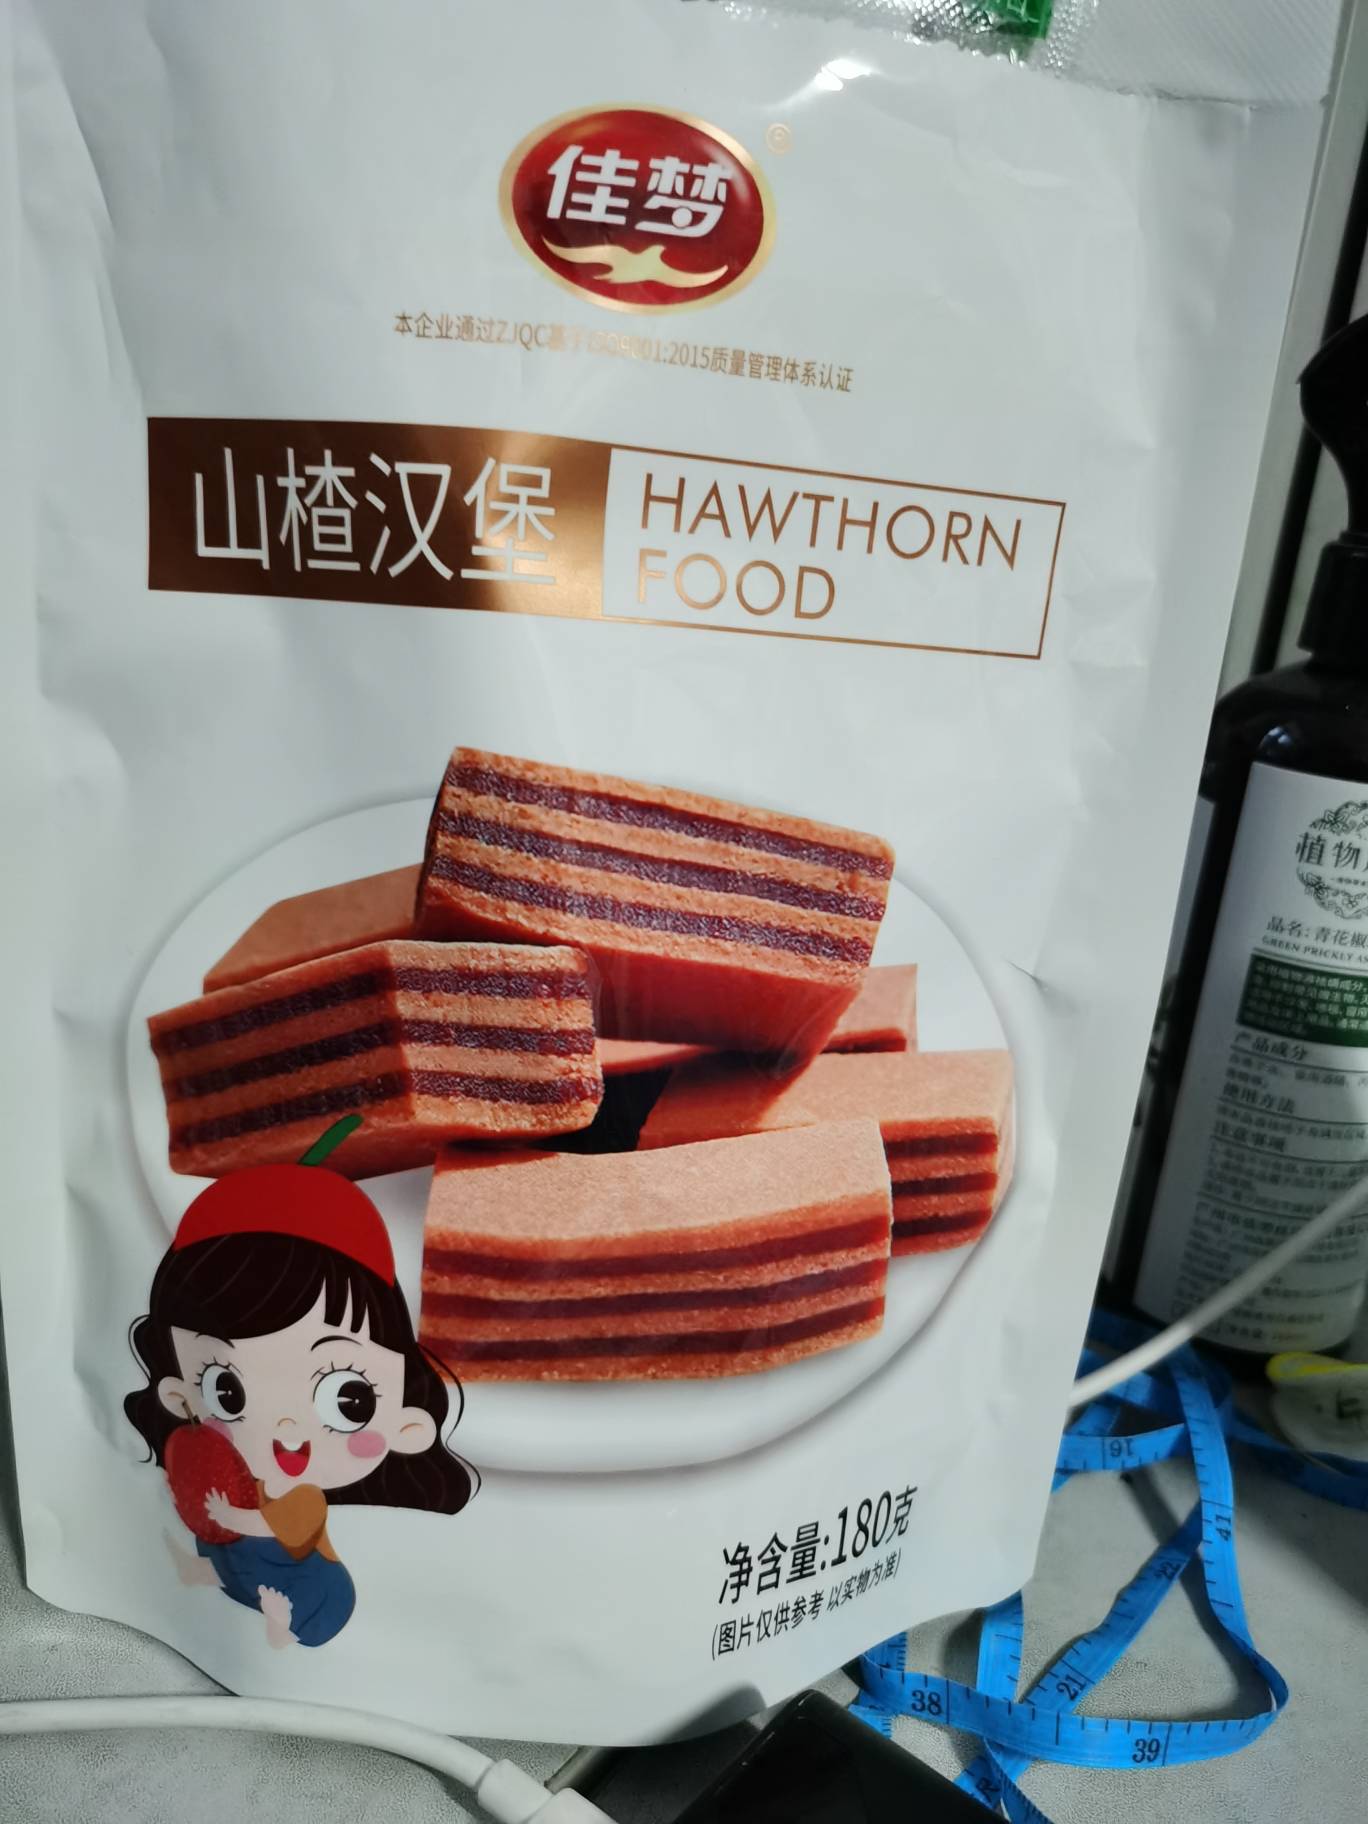 佳梦
®
本企业通过ZJQC基于ISO9001:2015质量管理体系认证
山楂汉堡
HAWTHORN
FOOD
净含量:180克
(图片仅供参考 以实物为准)
植物
品名:青花椒
GREEN PRICKLY AS
产品成分
使用方法
注意事项
16
41
22
21
38
39